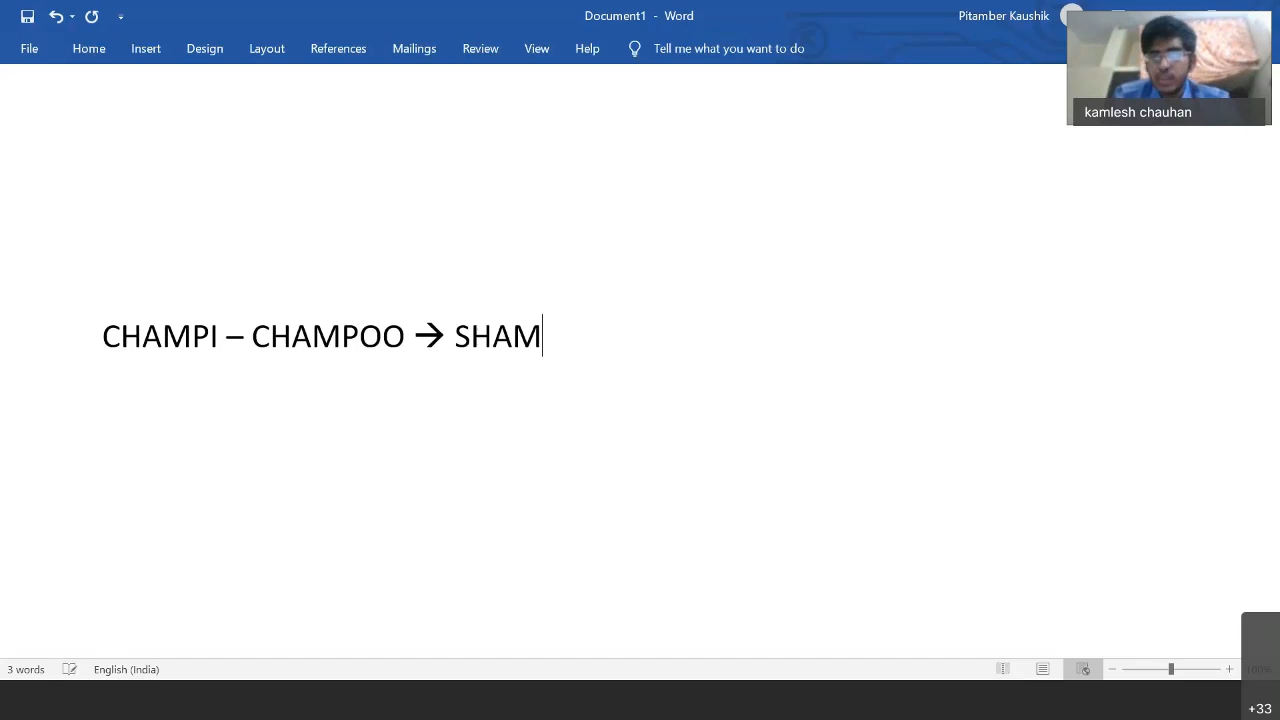 Document1 - Word
Pitamber Kaushik
File Home Insert Design Layout References Mailings Review View Help Tell me what you want to do
kamlesh chauhan
CHAMPI – CHAMPOO → SHAM
3 words English (India)
+33